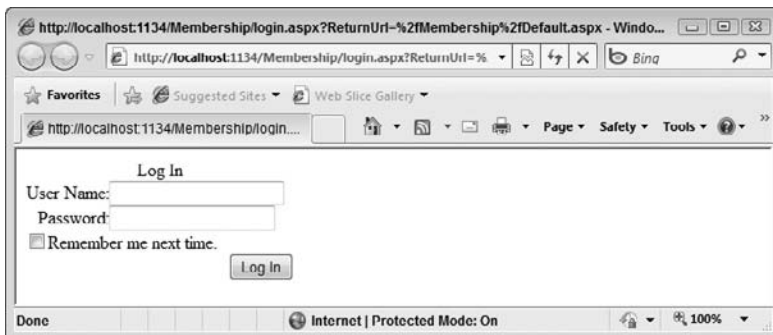 http://localhost:1134/Membership/login.aspx?ReturnUrl=%2fMembership%2fDefault.aspx - Windo...
http://localhost:1134/Membership/login.aspx?ReturnUrl=% Bing
Favorites Suggested Sites Web Slice Gallery
http://localhost:1134/Membership/login.... Page Safety Tools »
Log In
User Name:
Password:
Remember me next time.
Log In
Done Internet | Protected Mode: On 100%